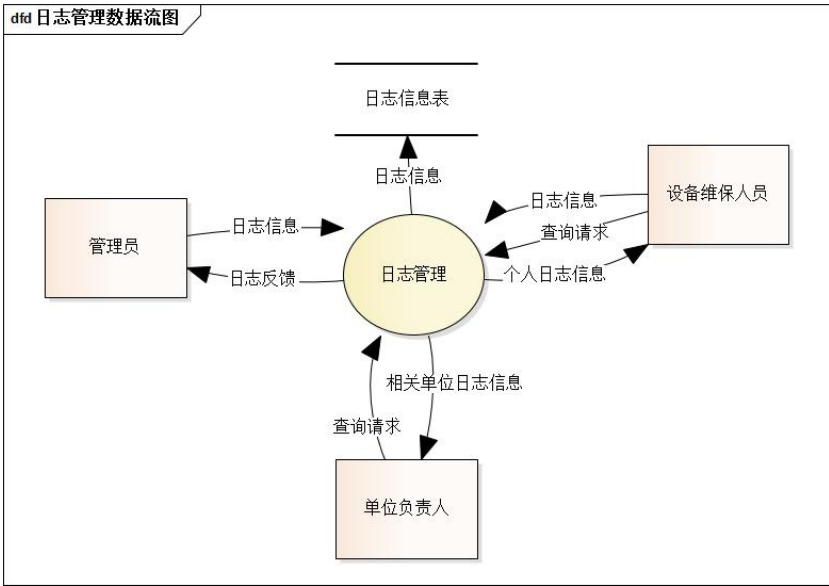 dfd 日志管理数据流图
日志信息表
日志信息
设备维保人员
日志信息
查询请求
管理员
日志信息
日志反馈
日志管理
个人日志信息
相关单位日志信息
查询请求
单位负责人